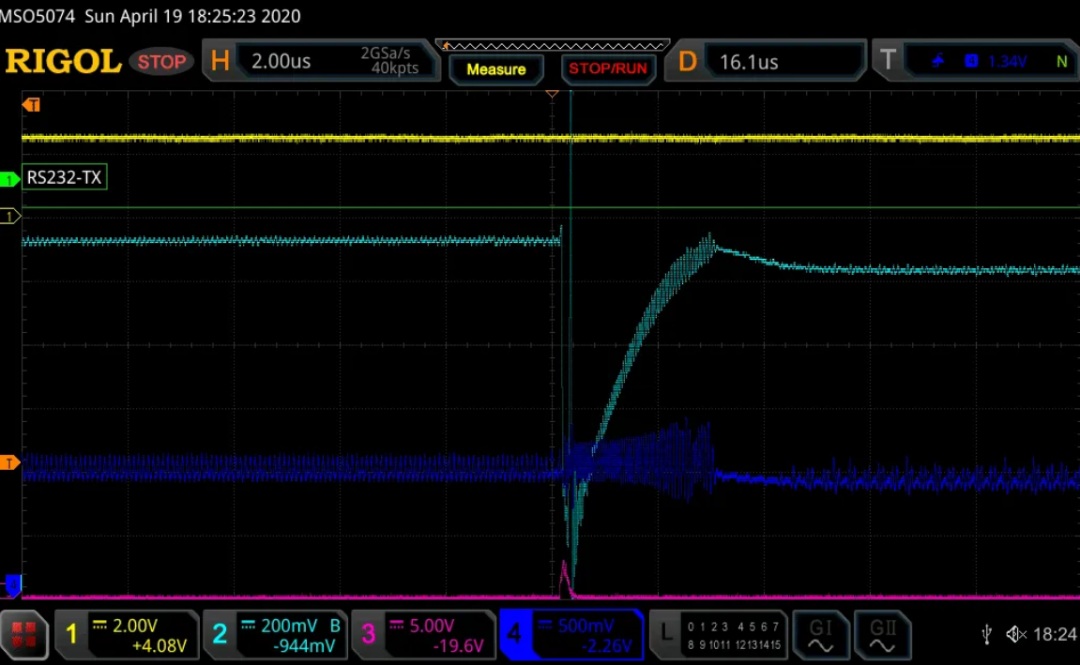 MSO5074 Sun April 19 18:25:23 2020
RIGOL STOP H 2.00us 2GSa/s 40kpts Measure STOP/RUN D 16.1us T 4 1.34V N
T
1 RS232-TX
1
T
1 2.00V +4.08V
2 200mV B -944mV
3 5.00V -19.6V
4 500mV -2.26V
L 0 1 2 3 4 5 6 7
8 9 10 11 12 13 14 15
GI GII 18:24